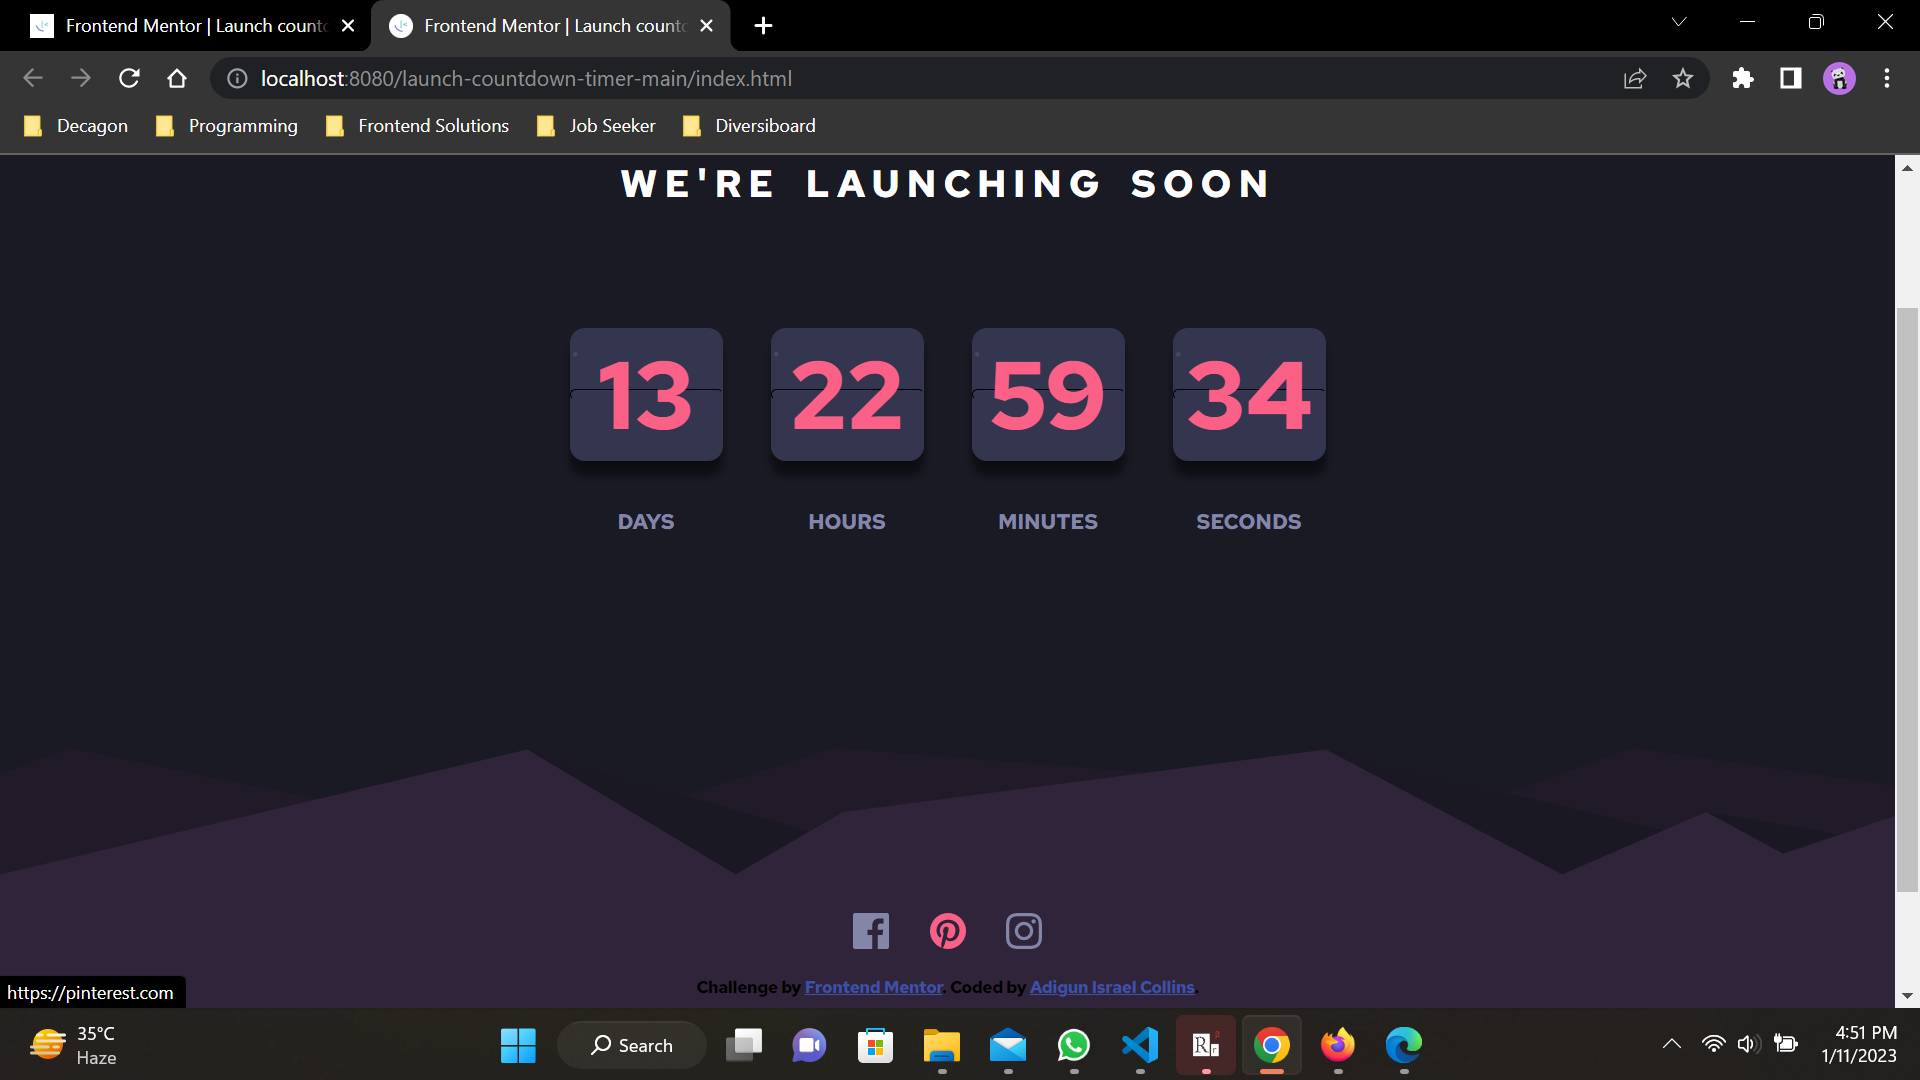 Frontend Mentor | Launch countd
Frontend Mentor | Launch countd
localhost:8080/launch-countdown-timer-main/index.html
Decagon
Programming
Frontend Solutions
Job Seeker
Diversiboard
WE'RE LAUNCHING SOON
13 22 59 34
DAYS HOURS MINUTES SECONDS
Challenge by Frontend Mentor. Coded by Adigun Israel Collins.
https://pinterest.com
35°C
Haze
Search
4:51 PM
1/11/2023